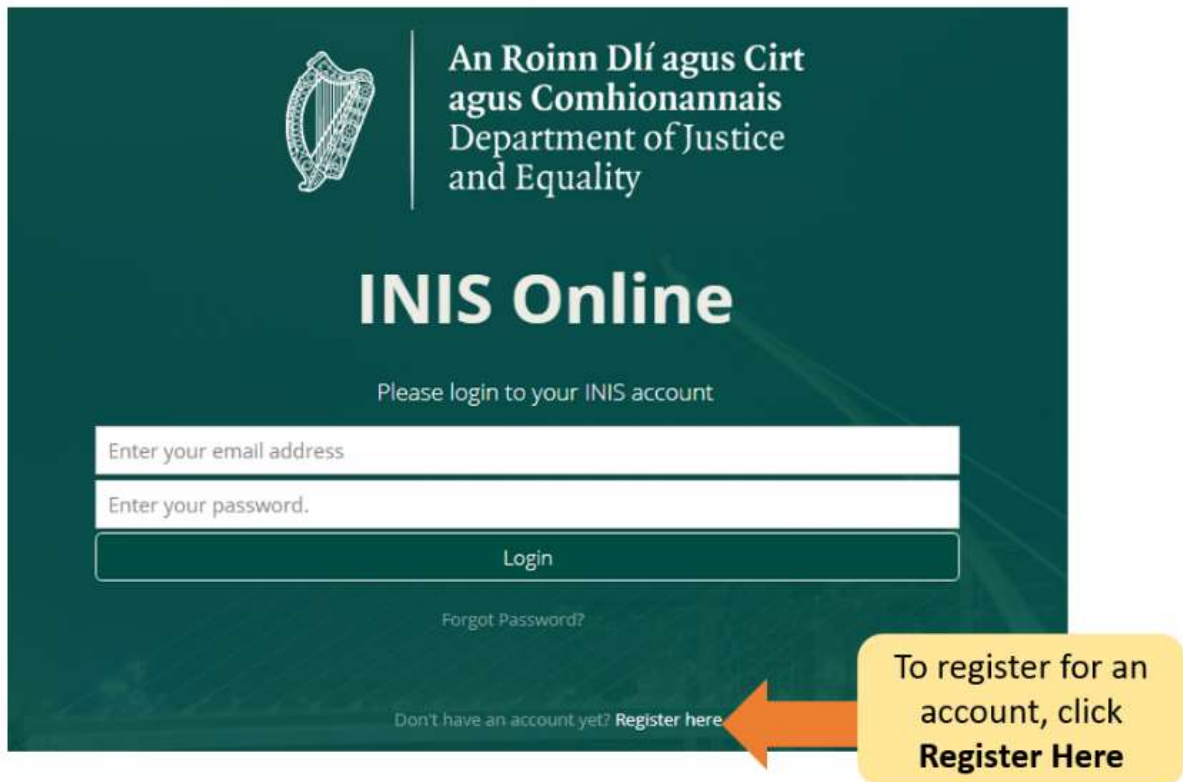 An Roinn Dlí agus Cirt
agus Comhionannais
Department of Justice
and Equality
INIS Online
Please login to your INIS account
Enter your email address
Enter your password.
Login
Forgot Password?
Don't have an account yet? Register here
To register for an
account, click
Register Here